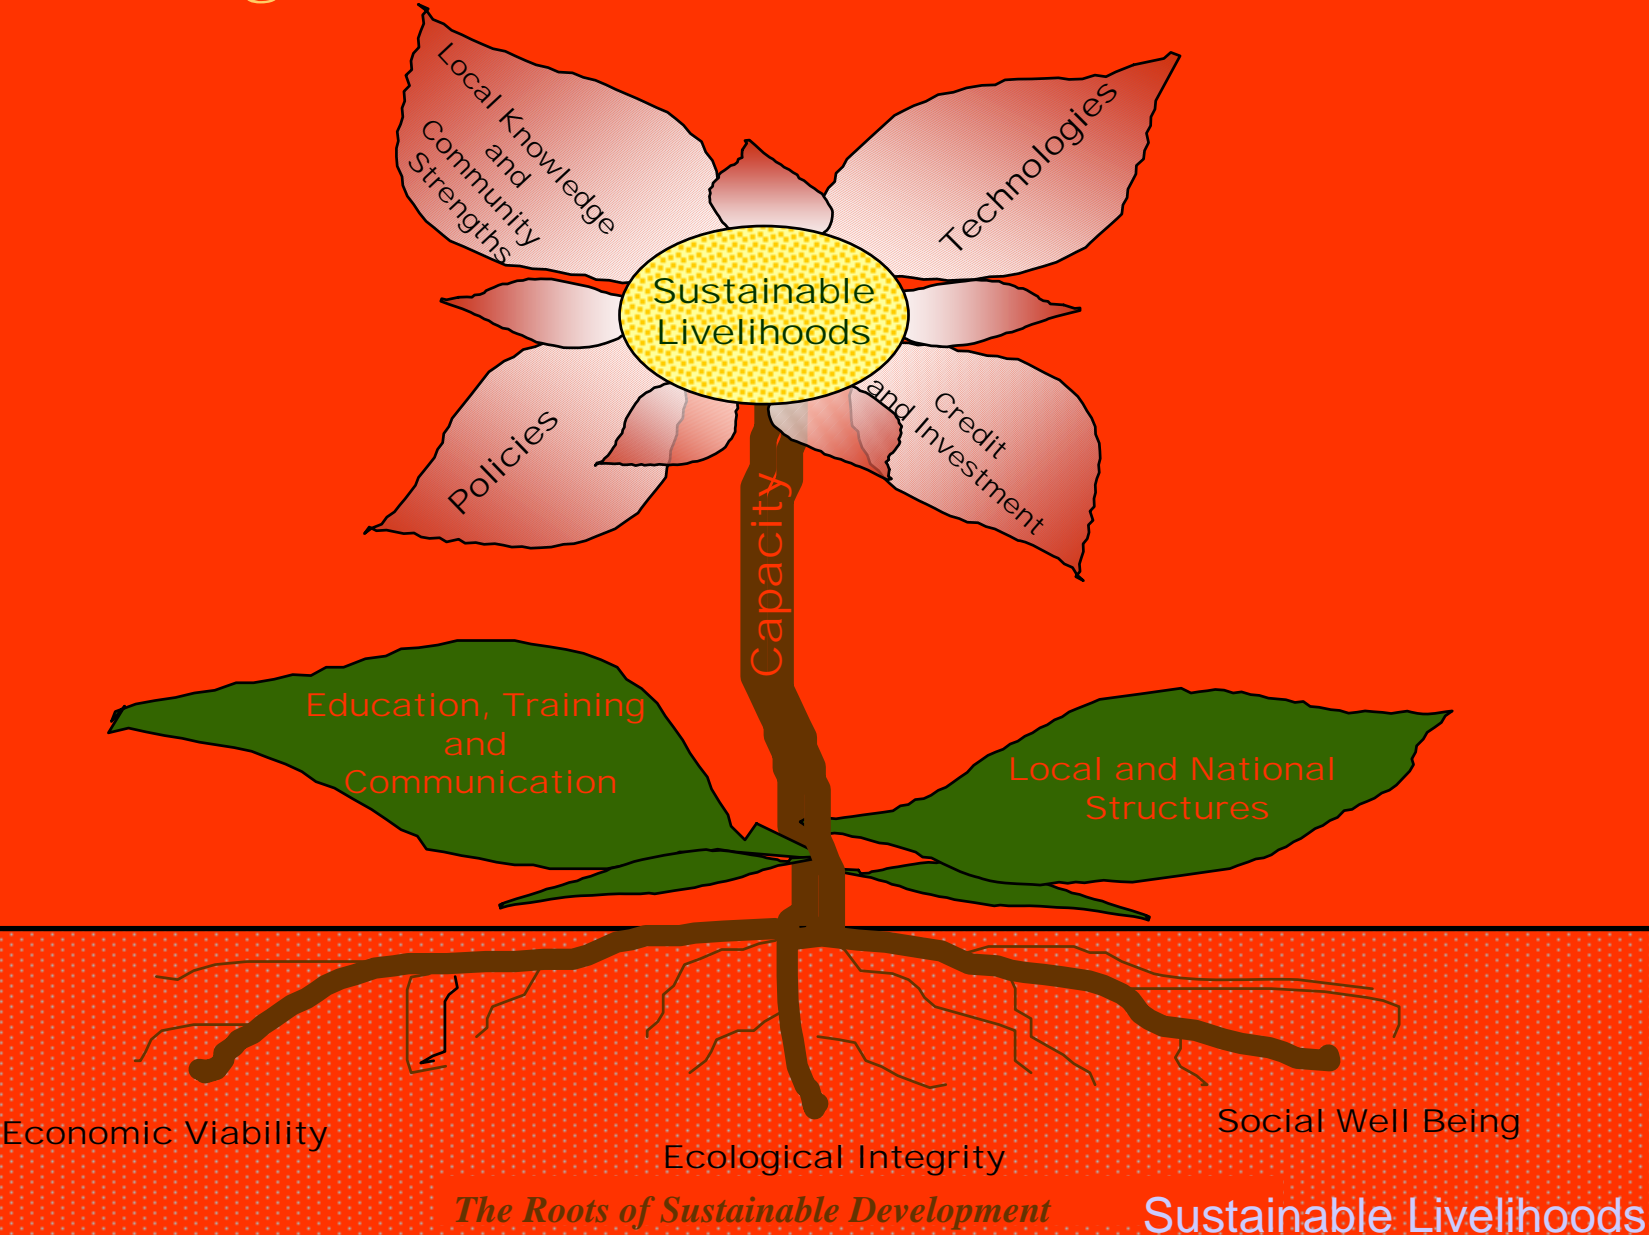 Local Knowledge
and
Community
Strengths
Technologies
Sustainable
Livelihoods
Policies
Credit
and Investment
Capacity
Education, Training
and
Communication
Local and National
Structures
Economic Viability
Ecological Integrity
Social Well Being
The Roots of Sustainable Development
Sustainable Livelihoods